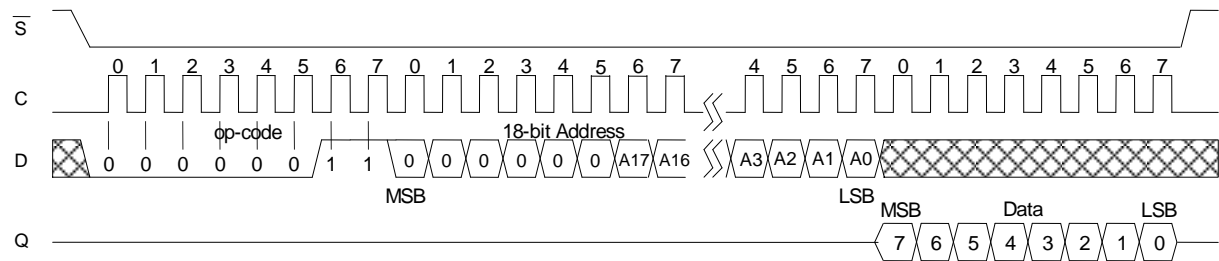 S
0 1 2 3 4 5 6 7 0 1 2 3 4 5 6 7 4 5 6 7 0 1 2 3 4 5 6 7
C
op-code 18-bit Address
D 0 0 0 0 0 0 1 1 0 0 0 0 0 0 A17 A16 A3 A2 A1 A0
MSB LSB
MSB Data LSB
Q 7 6 5 4 3 2 1 0